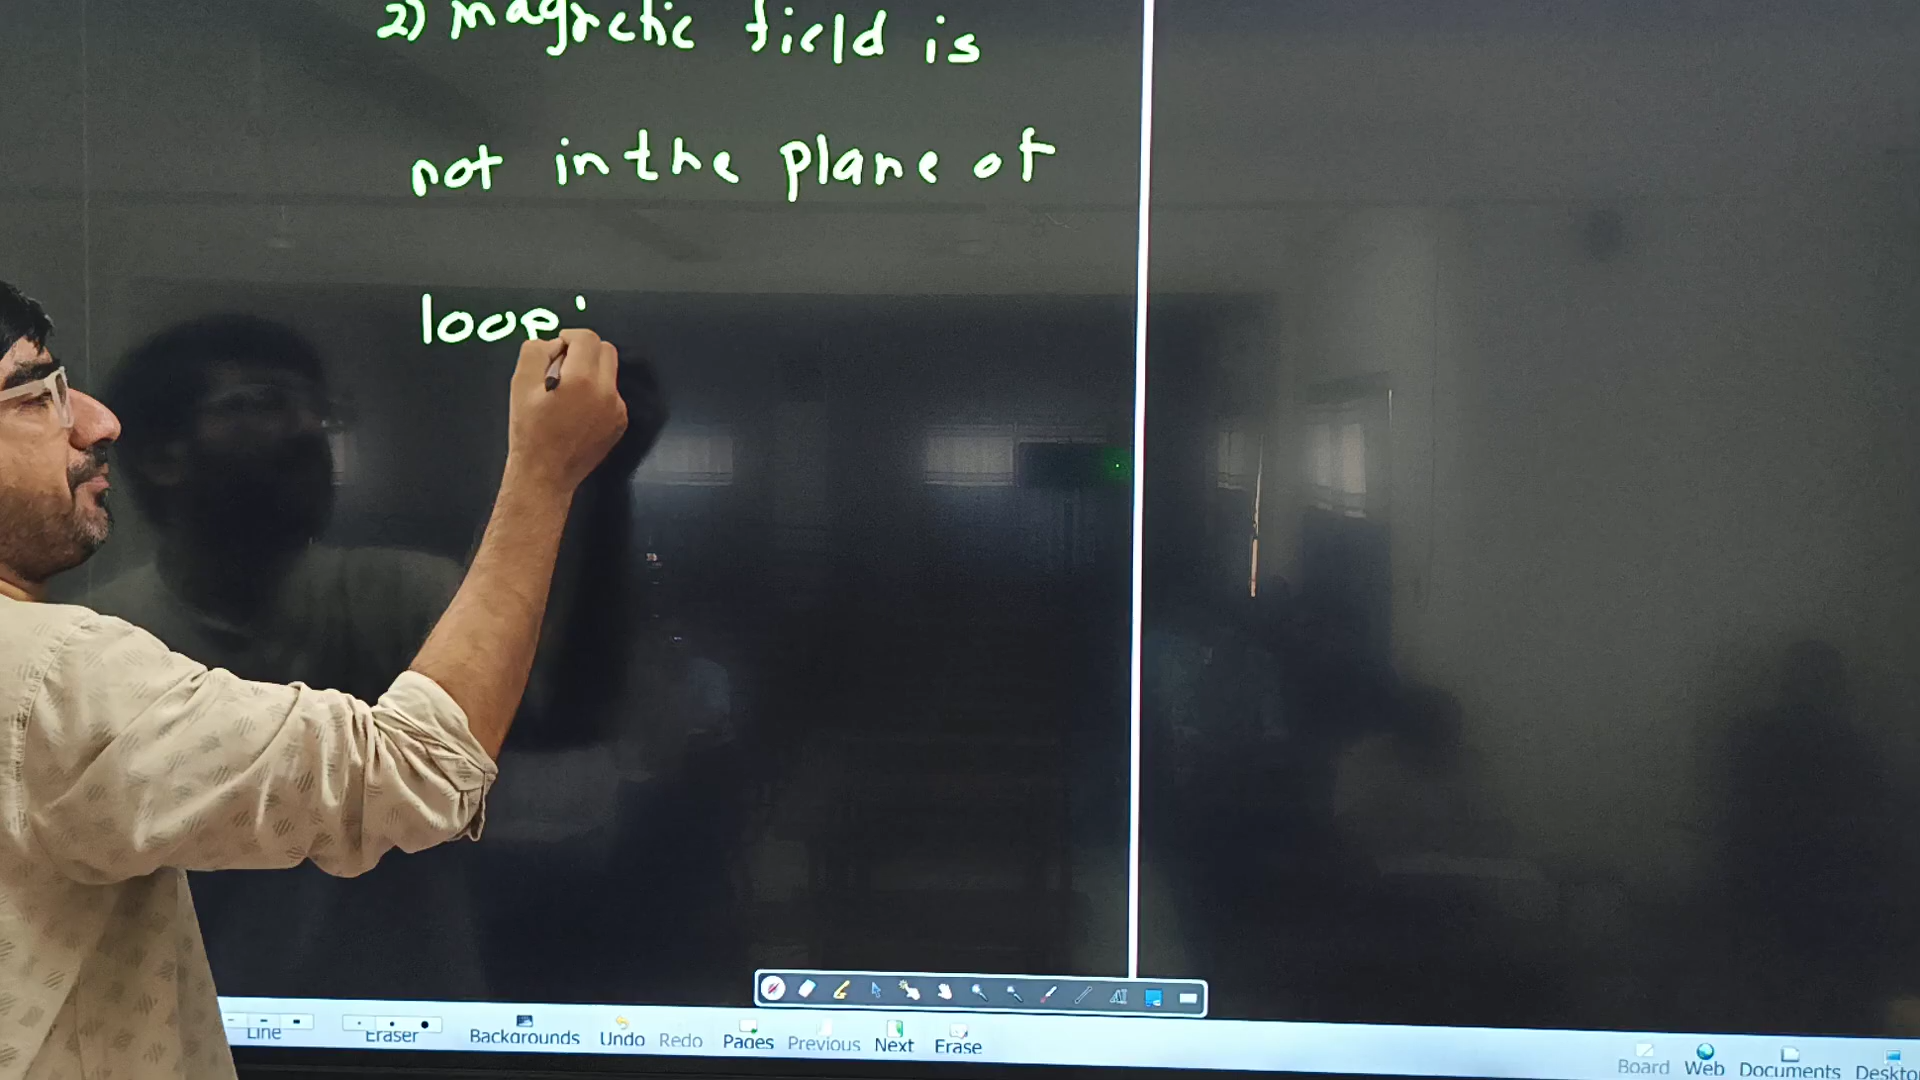 2) magnetic field is
not in the plane of
loop
Line
Eraser
Backgrounds
Undo
Redo
Pages
Previous
Next
Erase
Board
Web
Documents
Deskto